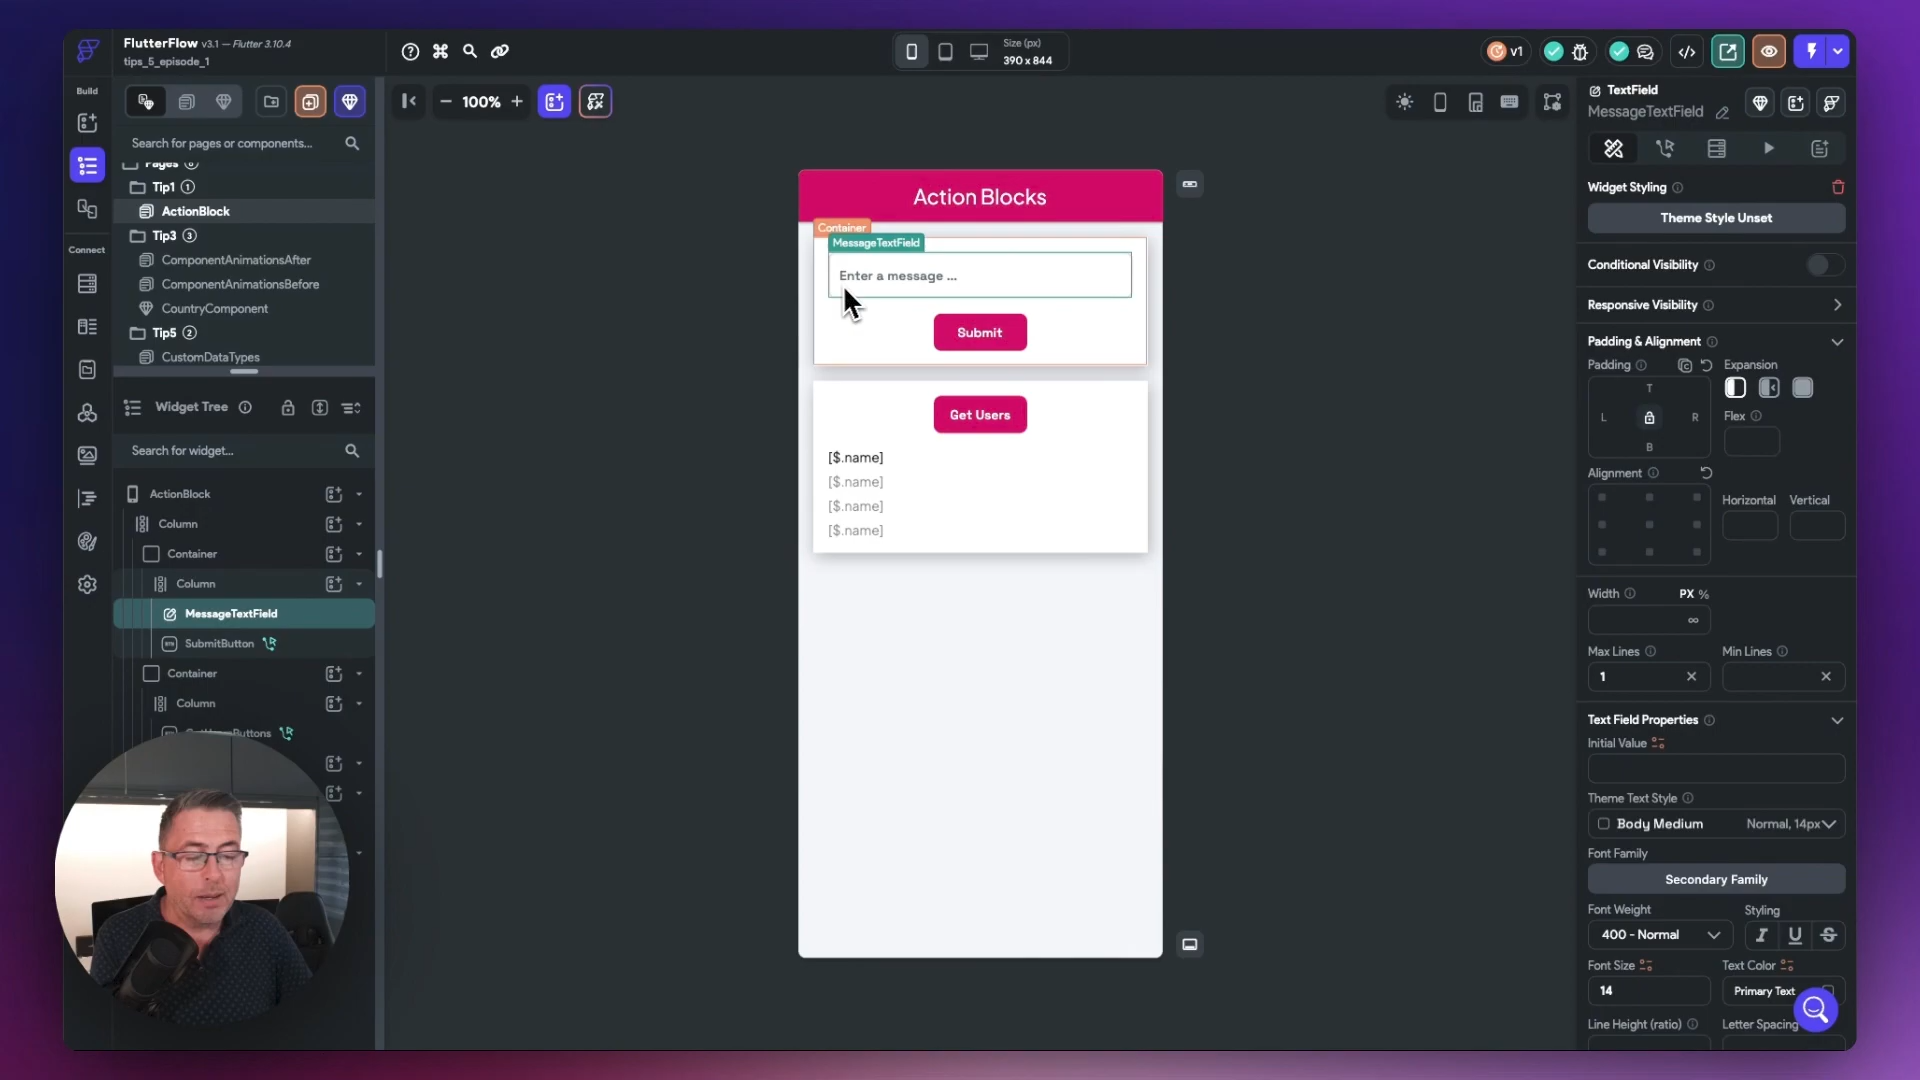 FlutterFlow v3.1 — Flutter 3.10.4
tips_5_episode_1
Size (px)
390 x 844
v1
Build
100%
Search for pages or components...
Pages
Tip1 1
ActionBlock
Tip3 3
ComponentAnimationsAfter
ComponentAnimationsBefore
CountryComponent
Tip5 2
CustomDataTypes
Connect
Widget Tree
Search for widget...
ActionBlock
Column
Container
Column
MessageTextField
SubmitButton
Container
Column
Action Blocks
Container
MessageTextField
Enter a message ...
Submit
Get Users
[$.name]
[$.name]
[$.name]
[$.name]
TextField
MessageTextField
Widget Styling
Theme Style Unset
Conditional Visibility
Responsive Visibility
Padding & Alignment
Padding
Expansion
T
L
R
B
Flex
Alignment
Horizontal
Vertical
Width
PX %
∞
Max Lines
Min Lines
1
Text Field Properties
Initial Value
Theme Text Style
Body Medium
Normal, 14px
Font Family
Secondary Family
Font Weight
Styling
400 - Normal
I U S
Font Size
Text Color
14
Primary Text
Line Height (ratio)
Letter Spacing